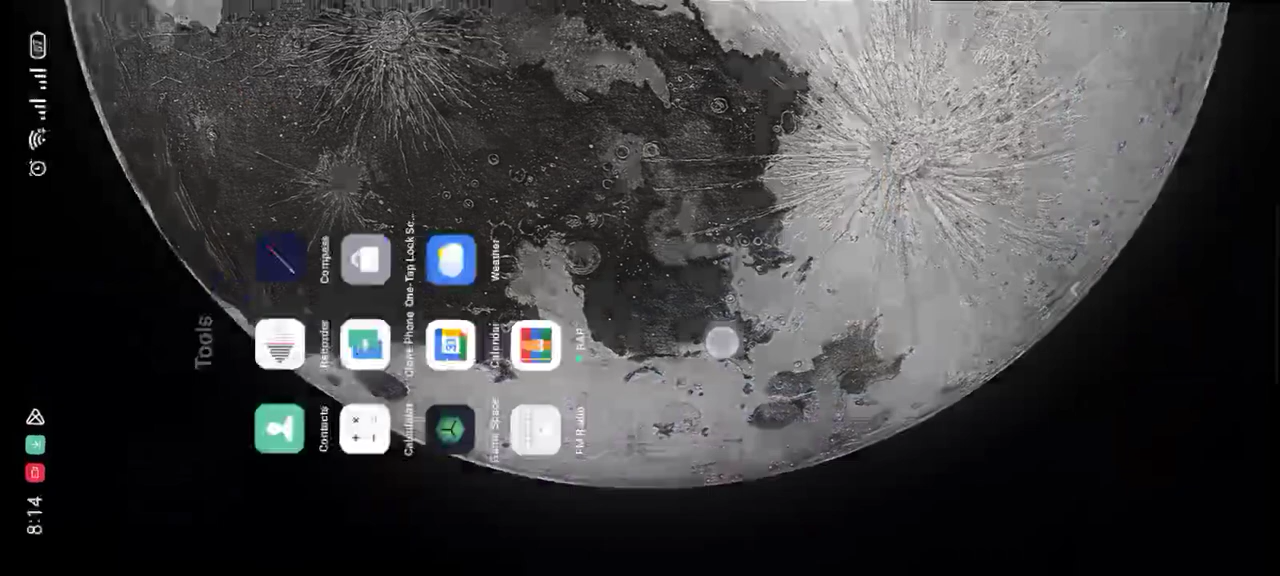 8:14
Tools
Contacts
Recorder
Compass
Calculator
Clone Phone
One-Tap Lock Sc...
Game Space
Calendar
31
Weather
FM Radio
RAR